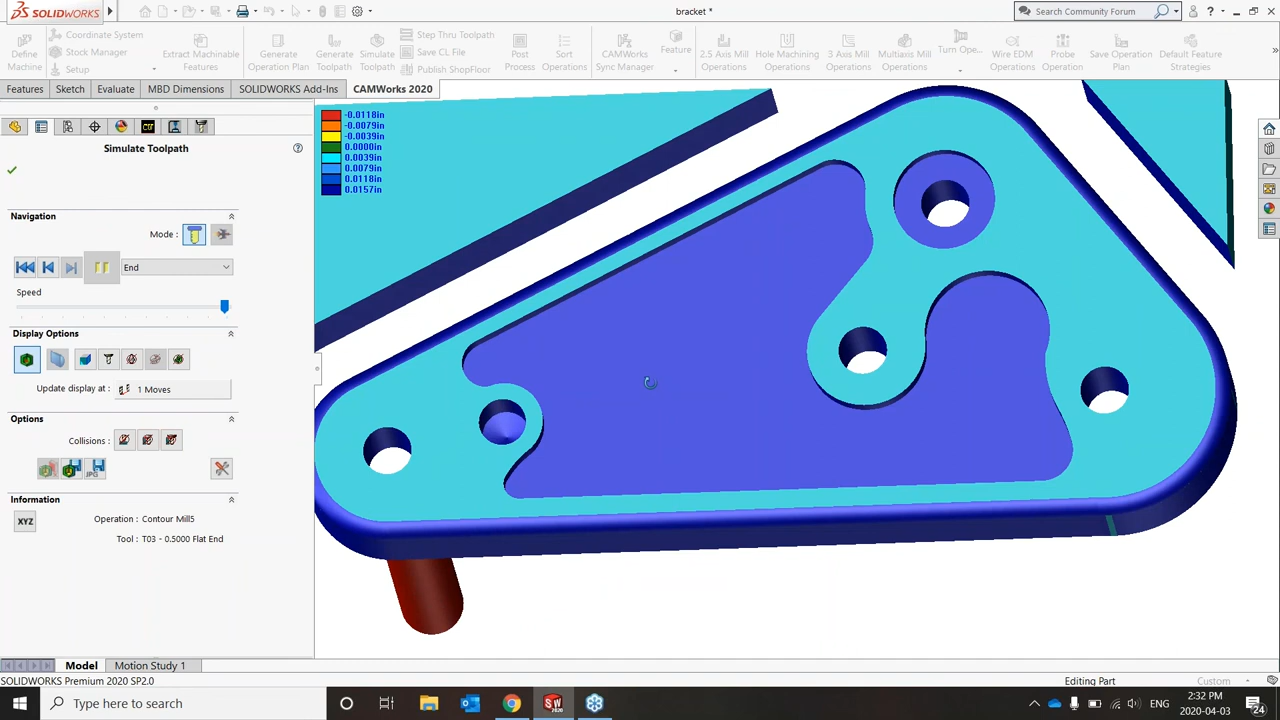 SOLIDWORKS
bracket *
Search Community Forum
Define Machine
Coordinate System
Stock Manager
Setup
Extract Machinable Features
Generate Operation Plan
Generate Toolpath
Simulate Toolpath
Step Thru Toolpath
Save CL File
Publish ShopFloor
Post Process
Sort Operations
CAMWorks Sync Manager
Feature
2.5 Axis Mill Operations
Hole Machining Operations
3 Axis Mill Operations
Multiaxis Mill Operations
Turn Ope...
Wire EDM Operations
Probe Operation
Save Operation Plan
Default Feature Strategies
Features
Sketch
Evaluate
MBD Dimensions
SOLIDWORKS Add-Ins
CAMWorks 2020
Simulate Toolpath
Navigation
Mode :
End
Speed
Display Options
Update display at :
1 Moves
Options
Collisions:
JPG
Information
XYZ
Operation : Contour Mill5
Tool : T03 - 0.5000 Flat End
-0.0118in
-0.0079in
-0.0039in
0.0000in
0.0039in
0.0079in
0.0118in
0.0157in
Model
Motion Study 1
SOLIDWORKS Premium 2020 SP2.0
Editing Part
Custom
Type here to search
ENG
2:32 PM
2020-04-03
24